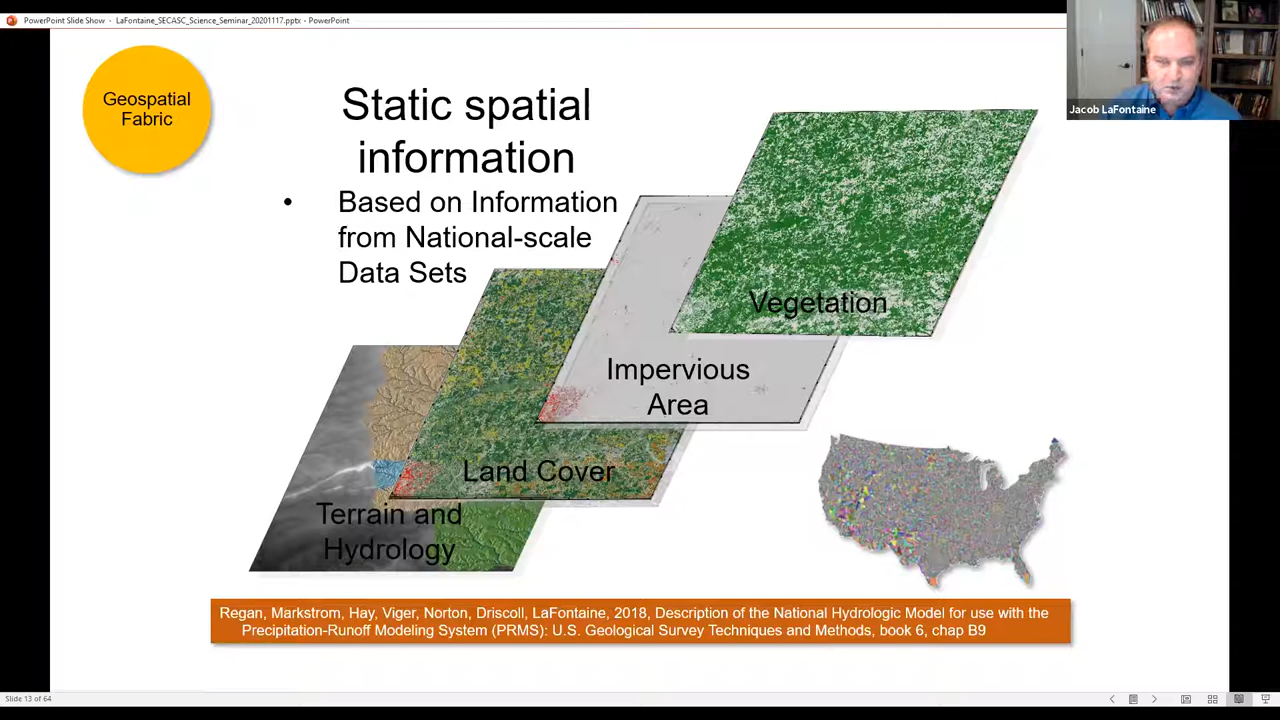 PowerPoint Slide Show - LaFontaine_SECASC_Science_Seminar_20201117.pptx - PowerPoint
Geospatial
Fabric
Static spatial
information
• Based on Information
from National-scale
Data Sets
Jacob LaFontaine
Vegetation
Impervious
Area
Land Cover
Terrain and
Hydrology
Regan, Markstrom, Hay, Viger, Norton, Driscoll, LaFontaine, 2018, Description of the National Hydrologic Model for use with the
Precipitation-Runoff Modeling System (PRMS): U.S. Geological Survey Techniques and Methods, book 6, chap B9
Slide 13 of 64